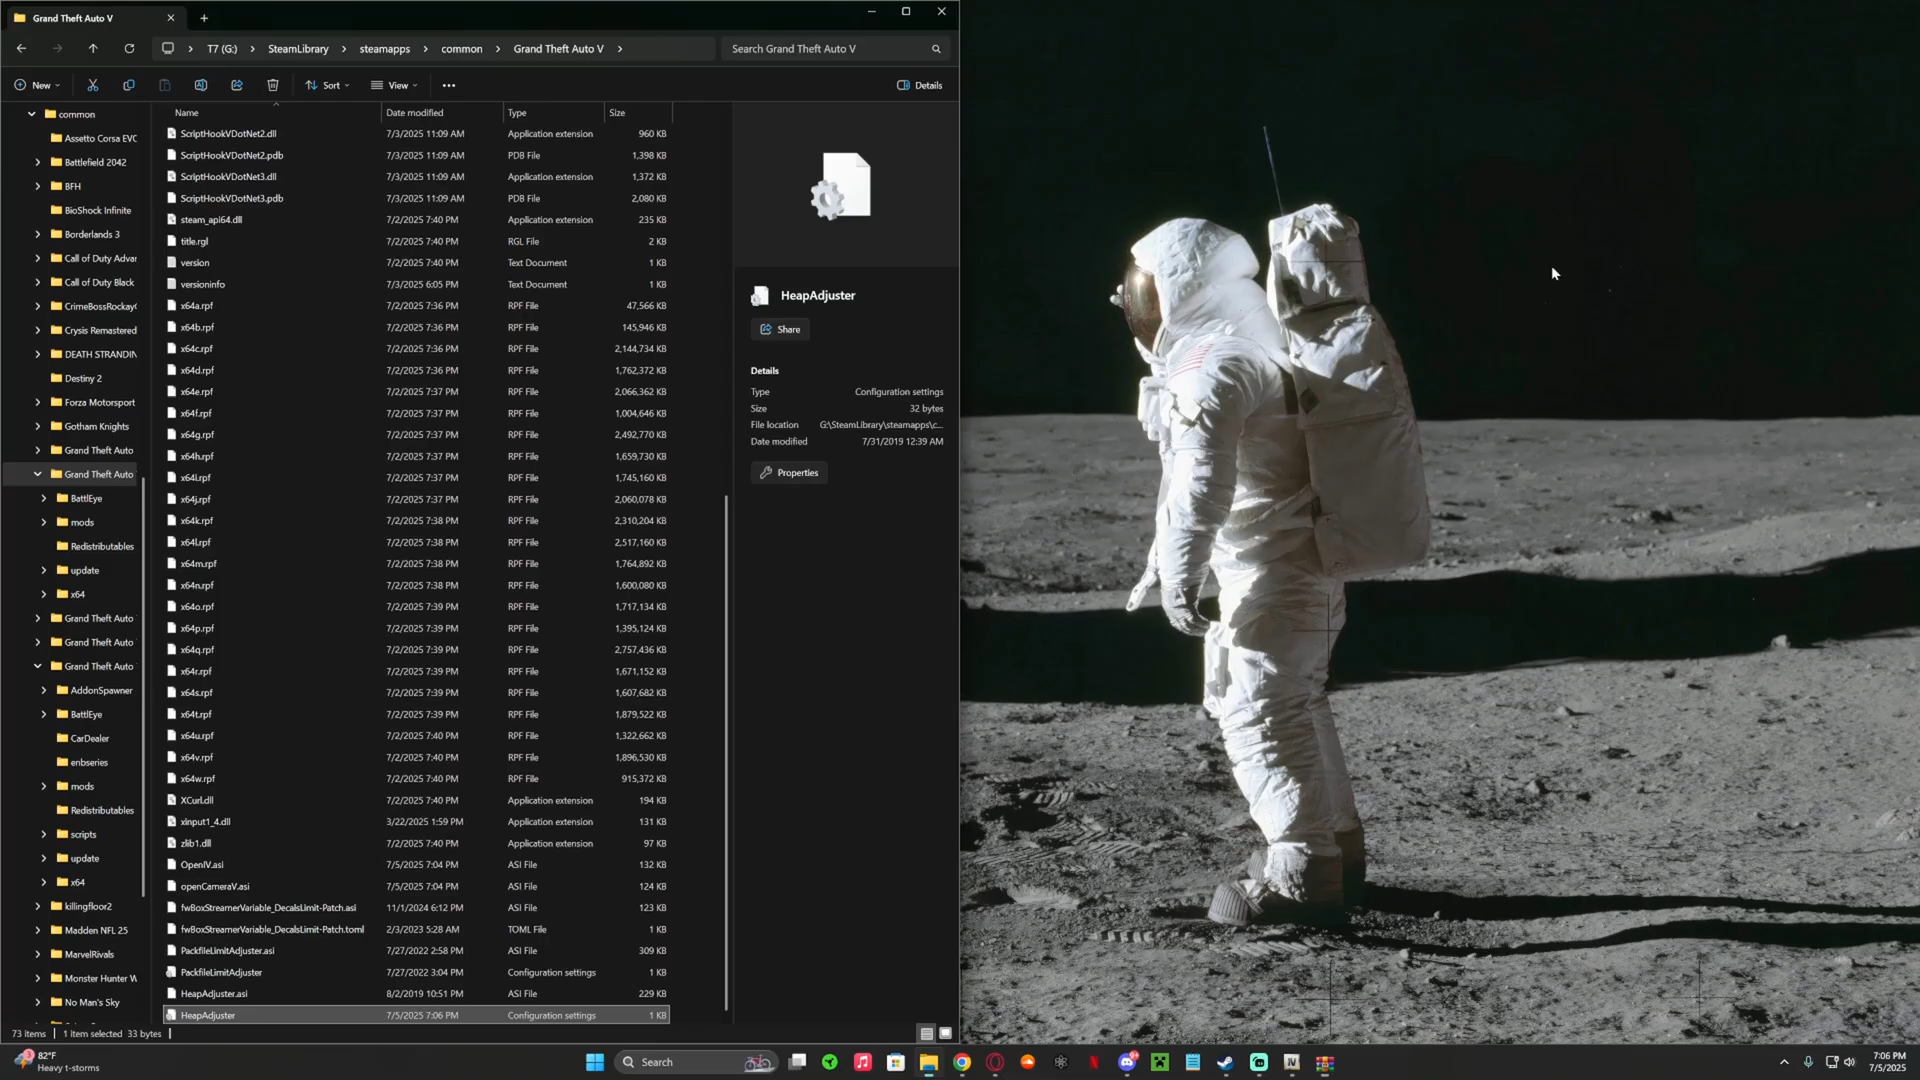 Grand Theft Auto V
T7 (G:) > SteamLibrary > steamapps > common > Grand Theft Auto V >
Search Grand Theft Auto V
New
Sort
View
Details
Name Date modified Type Size
ScriptHookVDotNet2.dll 7/3/2025 11:09 AM Application extension 960 KB
ScriptHookVDotNet2.pdb 7/3/2025 11:09 AM PDB File 1,398 KB
ScriptHookVDotNet3.dll 7/3/2025 11:09 AM Application extension 1,372 KB
ScriptHookVDotNet3.pdb 7/3/2025 11:09 AM PDB File 2,080 KB
steam_api64.dll 7/2/2025 7:40 PM Application extension 235 KB
title.rgl 7/2/2025 7:40 PM RGL File 2 KB
version 7/2/2025 7:40 PM Text Document 1 KB
versioninfo 7/3/2025 6:05 PM Text Document 1 KB
x64a.rpf 7/2/2025 7:36 PM RPF File 47,566 KB
x64b.rpf 7/2/2025 7:36 PM RPF File 145,946 KB
x64c.rpf 7/2/2025 7:36 PM RPF File 2,144,734 KB
x64d.rpf 7/2/2025 7:36 PM RPF File 1,762,372 KB
x64e.rpf 7/2/2025 7:37 PM RPF File 2,066,362 KB
x64f.rpf 7/2/2025 7:37 PM RPF File 1,004,646 KB
x64g.rpf 7/2/2025 7:37 PM RPF File 2,492,770 KB
x64h.rpf 7/2/2025 7:37 PM RPF File 1,659,730 KB
x64i.rpf 7/2/2025 7:37 PM RPF File 1,745,160 KB
x64j.rpf 7/2/2025 7:37 PM RPF File 2,060,078 KB
x64k.rpf 7/2/2025 7:38 PM RPF File 2,310,204 KB
x64l.rpf 7/2/2025 7:38 PM RPF File 2,517,160 KB
x64m.rpf 7/2/2025 7:38 PM RPF File 1,764,892 KB
x64n.rpf 7/2/2025 7:38 PM RPF File 1,600,080 KB
x64o.rpf 7/2/2025 7:39 PM RPF File 1,717,134 KB
x64p.rpf 7/2/2025 7:39 PM RPF File 1,395,124 KB
x64q.rpf 7/2/2025 7:39 PM RPF File 2,757,436 KB
x64r.rpf 7/2/2025 7:39 PM RPF File 1,671,152 KB
x64s.rpf 7/2/2025 7:39 PM RPF File 1,607,682 KB
x64t.rpf 7/2/2025 7:39 PM RPF File 1,879,522 KB
x64u.rpf 7/2/2025 7:40 PM RPF File 1,322,662 KB
x64v.rpf 7/2/2025 7:40 PM RPF File 1,896,530 KB
x64w.rpf 7/2/2025 7:40 PM RPF File 915,372 KB
XCurl.dll 7/2/2025 7:40 PM Application extension 194 KB
xinput1_4.dll 3/22/2025 1:59 PM Application extension 131 KB
zlib1.dll 7/2/2025 7:40 PM Application extension 97 KB
OpenIV.asi 7/5/2025 7:04 PM ASI File 132 KB
openCameraV.asi 7/5/2025 7:04 PM ASI File 124 KB
fwBoxStreamerVariable_DecalsLimit-Patch.asi 11/1/2024 6:12 PM ASI File 123 KB
fwBoxStreamerVariable_DecalsLimit-Patch.toml 2/3/2023 5:28 AM TOML File 1 KB
PackfileLimitAdjuster.asi 7/27/2022 2:58 PM ASI File 309 KB
PackfileLimitAdjuster 7/27/2022 3:04 PM Configuration settings 1 KB
HeapAdjuster.asi 8/2/2019 10:51 PM ASI File 229 KB
HeapAdjuster 7/5/2025 7:06 PM Configuration settings 1 KB
common
Assetto Corsa EVO
Battlefield 2042
BFH
BioShock Infinite
Borderlands 3
Call of Duty Advan
Call of Duty Black
CrimeBossRockayC
Crysis Remastered
DEATH STRANDIN
Destiny 2
Forza Motorsport
Gotham Knights
Grand Theft Auto
Grand Theft Auto
BattlEye
mods
Redistributables
update
x64
Grand Theft Auto
Grand Theft Auto
Grand Theft Auto
AddonSpawner
BattlEye
CarDealer
enbseries
mods
Redistributables
scripts
update
x64
killingfloor2
Madden NFL 25
MarvelRivals
Monster Hunter W
No Man's Sky
HeapAdjuster
Share
Details
Type Configuration settings
Size 32 bytes
File location G:\SteamLibrary\steamapps\c...
Date modified 7/31/2019 12:39 AM
Properties
73 items 1 item selected 33 bytes
82°F
Heavy t-storms
Search
7:06 PM
7/5/2025